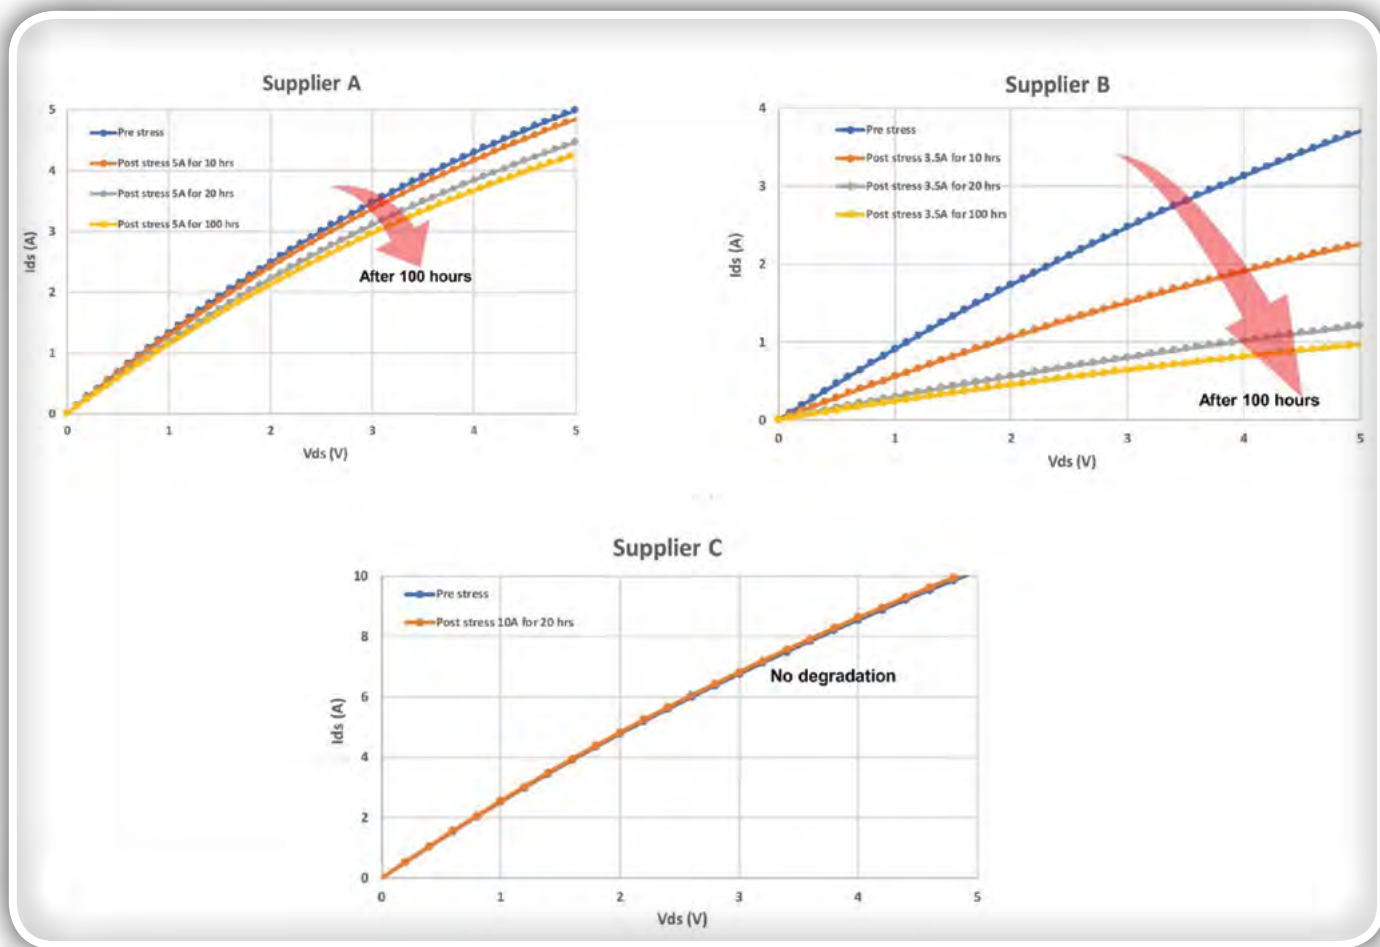 Supplier A
5
4
3
2
1
0
Ids (A)
Pre stress
Post stress 5A for 10 hrs
Post stress 5A for 20 hrs
Post stress 5A for 100 hrs
After 100 hours
0 1 2 3 4 5
Vds (V)
Supplier B
4
3
2
1
0
Ids (A)
Pre stress
Post stress 3.5A for 10 hrs
Post stress 3.5A for 20 hrs
Post stress 3.5A for 100 hrs
After 100 hours
0 1 2 3 4 5
Vds (V)
Supplier C
10
8
6
4
2
0
Ids (A)
Pre stress
Post stress 10A for 20 hrs
No degradation
0 1 2 3 4 5
Vds (V)